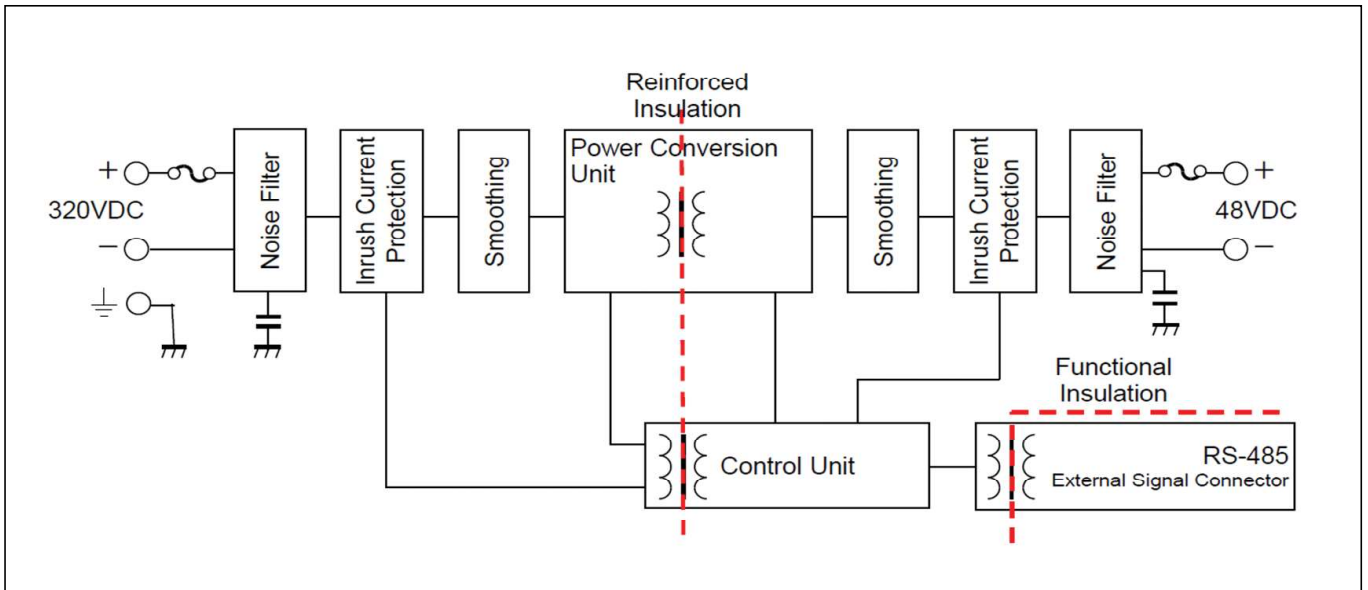 Reinforced
Insulation
Power Conversion
Unit
Noise Filter
Inrush Current
Protection
Smoothing
Smoothing
Inrush Current
Protection
Noise Filter
+
320VDC
−
+
48VDC
−
Functional
Insulation
Control Unit
RS-485
External Signal Connector